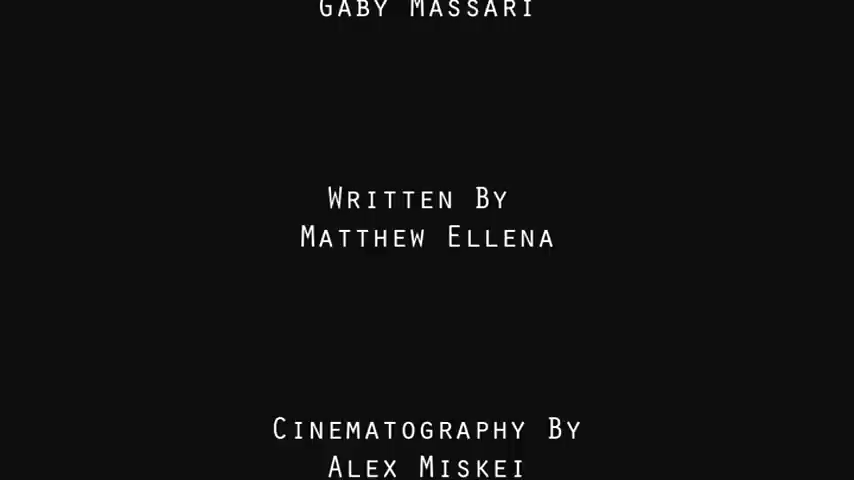 GABY MASSARI
WRITTEN BY
MATTHEW ELLENA
CINEMATOGRAPHY BY
ALEX MISKEI